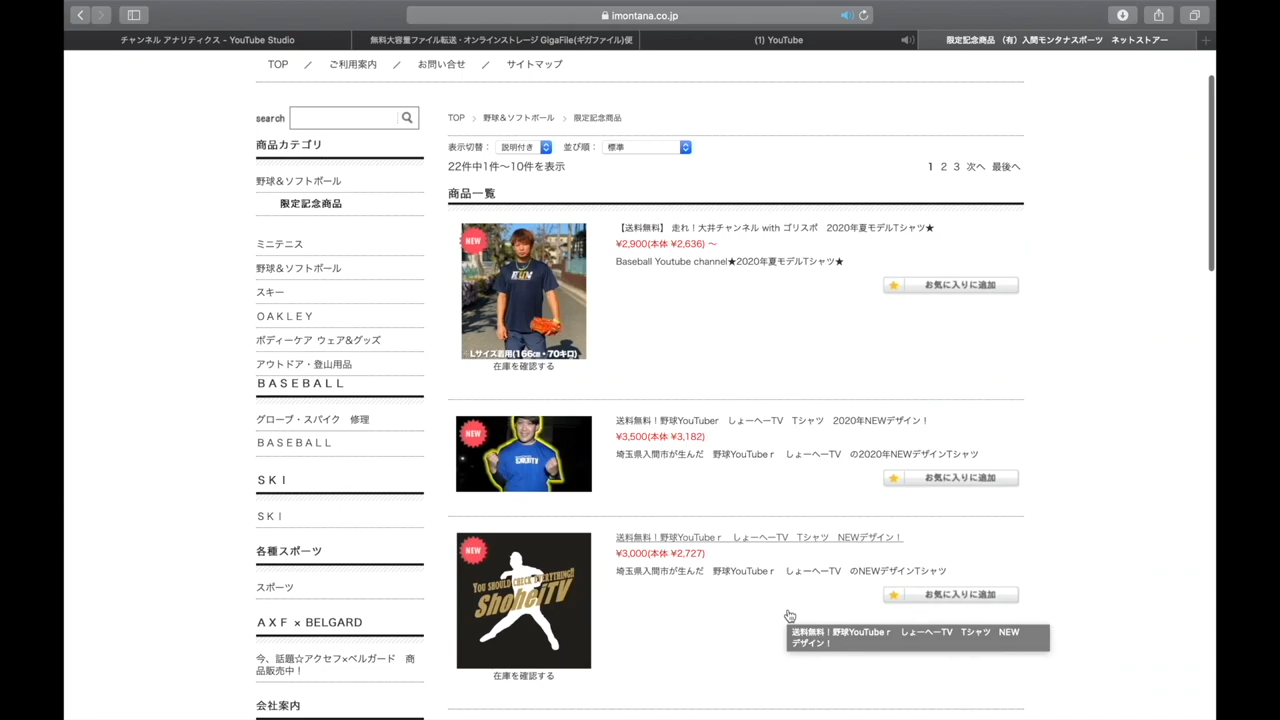 imontana.co.jp
チャンネル アナリティクス - YouTube Studio
無料大容量ファイル転送・オンラインストレージ GigaFile(ギガファイル)便
(1) YouTube
限定記念商品 （有）入間モンタナスポーツ ネットストアー
TOP ／ ご利用案内 ／ お問い合せ ／ サイトマップ
search
商品カテゴリ
野球＆ソフトボール
限定記念商品
ミニテニス
野球＆ソフトボール
スキー
ＯＡＫＬＥＹ
ボディーケア ウェア&グッズ
アウトドア・登山用品
ＢＡＳＥＢＡＬＬ
グローブ・スパイク 修理
ＢＡＳＥＢＡＬＬ
ＳＫＩ
ＳＫＩ
各種スポーツ
スポーツ
ＡＸＦ × BELGARD
今、話題☆アクセフ×ベルガード 商
品販売中！
会社案内
TOP > 野球＆ソフトボール > 限定記念商品
表示切替： 説明付き 並び順： 標準
22件中1件～10件を表示
1 2 3 次へ 最後へ
商品一覧
NEW
RUN
Lサイズ着用(166㎝・70キロ)
在庫を確認する
【送料無料】 走れ！大井チャンネル with ゴリスポ 2020年夏モデルTシャツ★
¥2,900(本体 ¥2,636) ～
Baseball Youtube channel★2020年夏モデルTシャツ★
お気に入りに追加
NEW
送料無料！野球YouTuber しょーへーTV Tシャツ 2020年NEWデザイン！
¥3,500(本体 ¥3,182)
埼玉県入間市が生んだ 野球YouTubeｒ しょーへーTV の2020年NEWデザインTシャツ
お気に入りに追加
NEW
YOU SHOULD CHECK EVERYTHING!!
ShoheiTV
在庫を確認する
送料無料！野球YouTubeｒ しょーへーTV Tシャツ NEWデザイン！
¥3,000(本体 ¥2,727)
埼玉県入間市が生んだ 野球YouTubeｒ しょーへーTV のNEWデザインTシャツ
お気に入りに追加
送料無料！野球YouTubeｒ しょーへーTV Tシャツ NEW
デザイン！